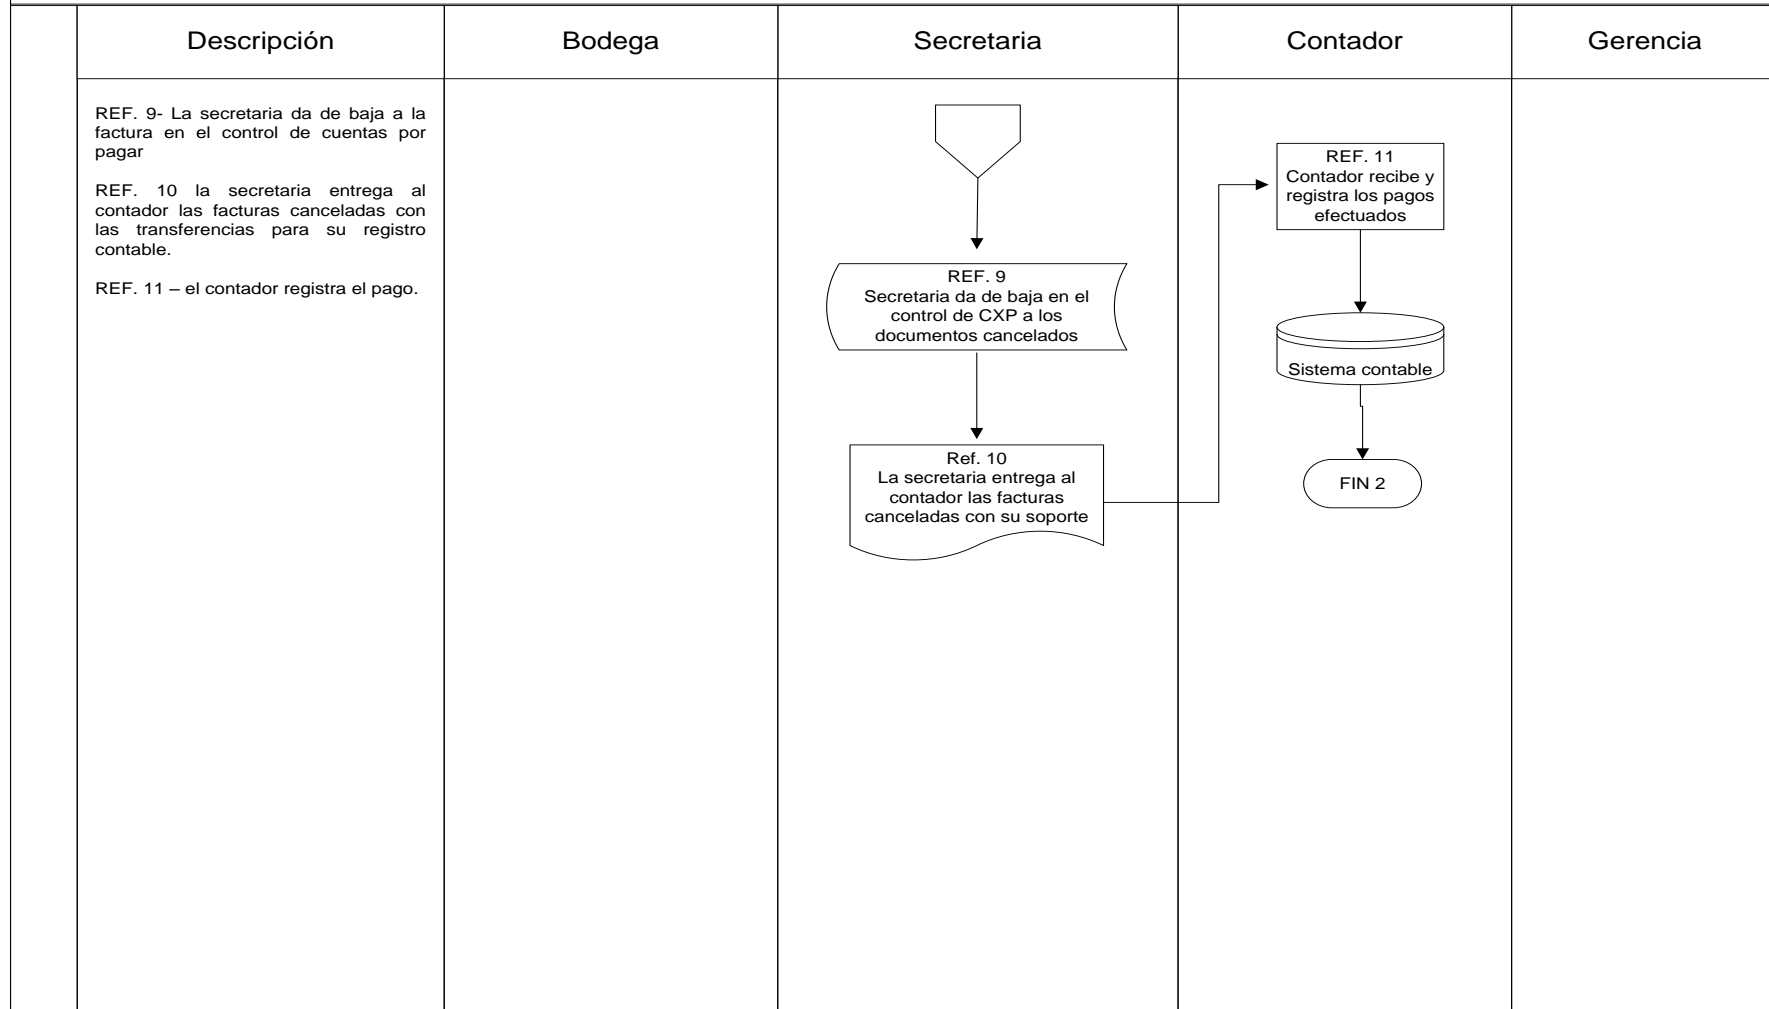 Descripción
Bodega
Secretaria
Contador
Gerencia
REF. 9- La secretaria da de baja a la
factura en el control de cuentas por
pagar
REF. 10 la secretaria entrega al
contador las facturas canceladas con
las transferencias para su registro
contable.
REF. 11 – el contador registra el pago.
REF. 9
Secretaria da de baja en el
control de CXP a los
documentos cancelados
Ref. 10
La secretaria entrega al
contador las facturas
canceladas con su soporte
REF. 11
Contador recibe y
registra los pagos
efectuados
Sistema contable
FIN 2